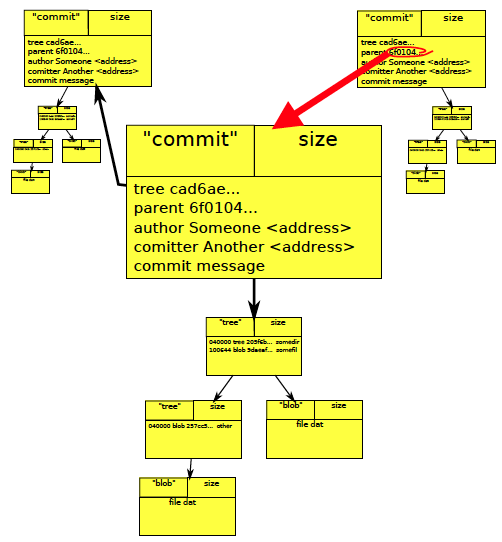 "commit" size
tree cad6ae...
parent 6f0104...
author Someone <address>
comitter Another <address>
commit message
"commit" size
tree cad6ae...
parent 6f0104...
author Someone <address>
comitter Another <address>
commit message
"commit" size
tree cad6ae...
parent 6f0104...
author Someone <address>
comitter Another <address>
commit message
"tree" size
040000 tree 205f6b... somedir
100644 blob 9daeaf... somefil
"tree" size
040000 blob 257cc5... other
"blob" size
file dat
"blob" size
file dat